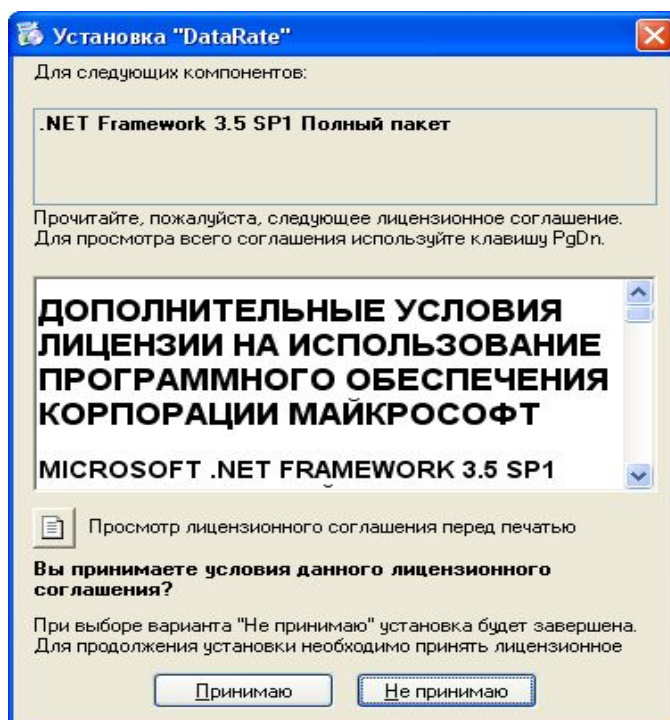 Установка "DataRate"
Для следующих компонентов:
.NET Framework 3.5 SP1 Полный пакет
Прочитайте, пожалуйста, следующее лицензионное соглашение.
Для просмотра всего соглашения используйте клавишу PgDn.
ДОПОЛНИТЕЛЬНЫЕ УСЛОВИЯ
ЛИЦЕНЗИИ НА ИСПОЛЬЗОВАНИЕ
ПРОГРАММНОГО ОБЕСПЕЧЕНИЯ
КОРПОРАЦИИ МАЙКРОСОФТ
MICROSOFT .NET FRAMEWORK 3.5 SP1
Просмотр лицензионного соглашения перед печатью
Вы принимаете условия данного лицензионного
соглашения?
При выборе варианта "Не принимаю" установка будет завершена.
Для продолжения установки необходимо принять лицензионное
Принимаю
Не принимаю